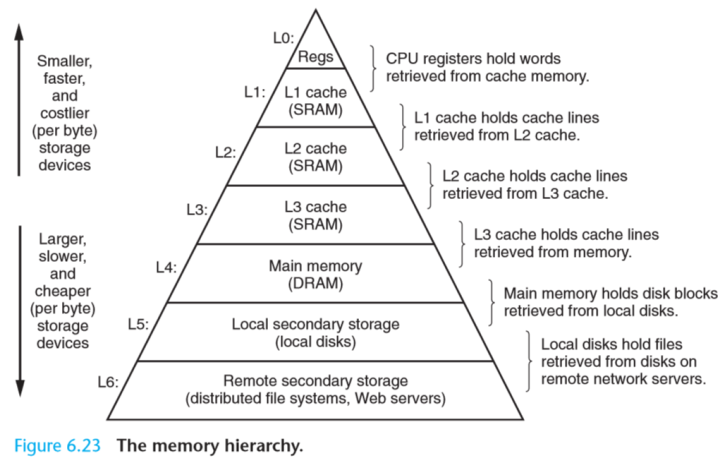 L0:
Regs
CPU registers hold words
retrieved from cache memory.
Smaller,
faster,
and
costlier
(per byte)
storage
devices
L1:
L1 cache
(SRAM)
L1 cache holds cache lines
retrieved from L2 cache.
L2:
L2 cache
(SRAM)
L2 cache holds cache lines
retrieved from L3 cache.
L3:
L3 cache
(SRAM)
L3 cache holds cache lines
retrieved from memory.
Larger,
slower,
and
cheaper
(per byte)
storage
devices
L4:
Main memory
(DRAM)
Main memory holds disk blocks
retrieved from local disks.
L5:
Local secondary storage
(local disks)
Local disks hold files
retrieved from disks on
remote network servers.
L6:
Remote secondary storage
(distributed file systems, Web servers)
Figure 6.23 The memory hierarchy.